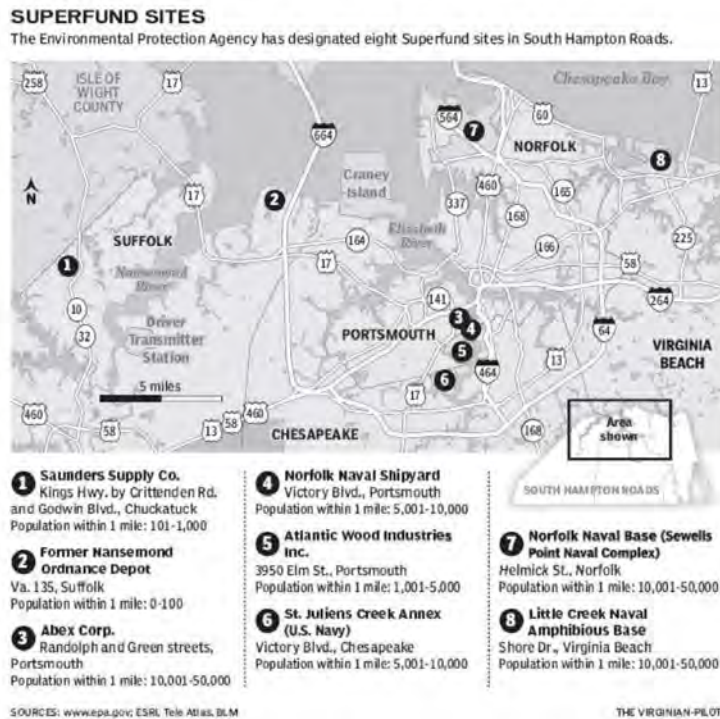 SUPERFUND SITES
The Environmental Protection Agency has designated eight Superfund sites in South Hampton Roads.
258
ISLE OF
WIGHT
COUNTY
17
664
564
7
60
Chesapeake Bay
13
NORFOLK
8
N
17
2
Craney
Island
460
165
337
168
SUFFOLK
164
Elizabeth
River
166
225
1
Nansemond
River
17
58
264
10
32
Driver
Transmitter
Station
141
3
4
PORTSMOUTH
5
64
VIRGINIA
BEACH
5 miles
6
464
13
17
460
58
13
58
460
CHESAPEAKE
168
Area
shown
SOUTH HAMPTON ROADS
1 Saunders Supply Co.
Kings Hwy. by Crittenden Rd.
and Godwin Blvd., Chuckatuck
Population within 1 mile: 101-1,000
2 Former Nansemond
Ordnance Depot
Va. 135, Suffolk
Population within 1 mile: 0-100
3 Abex Corp.
Randolph and Green streets,
Portsmouth
Population within 1 mile: 10,001-50,000
4 Norfolk Naval Shipyard
Victory Blvd., Portsmouth
Population within 1 mile: 5,001-10,000
5 Atlantic Wood Industries
Inc.
3950 Elm St., Portsmouth
Population within 1 mile: 1,001-5,000
6 St. Juliens Creek Annex
(U.S. Navy)
Victory Blvd., Chesapeake
Population within 1 mile: 5,001-10,000
7 Norfolk Naval Base (Sewells
Point Naval Complex)
Helmick St., Norfolk
Population within 1 mile: 10,001-50,000
8 Little Creek Naval
Amphibious Base
Shore Dr., Virginia Beach
Population within 1 mile: 10,001-50,000
SOURCES: www.epa.gov; ESRI, Tele Atlas, BLM
THE VIRGINIAN-PILOT